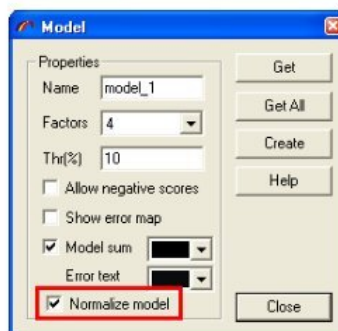 Model
Properties
Name model_1
Factors 4
Thr(%) 10
Allow negative scores
Show error map
Model sum
Error text
Normalize model
Get
Get All
Create
Help
Close